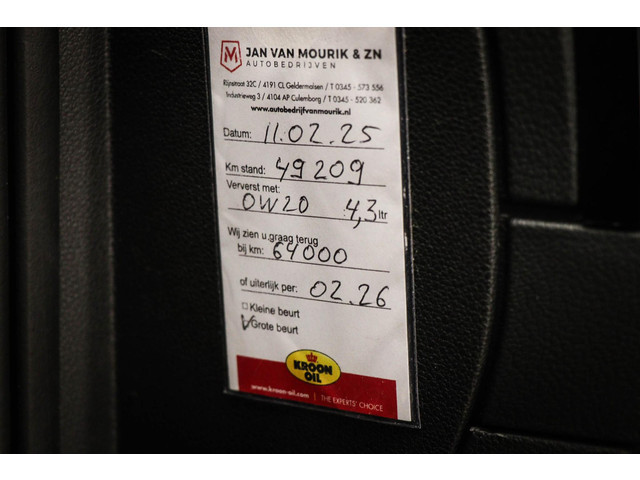 JAN VAN MOURIK & ZN
AUTOBEDRIJVEN
Rijnstraat 32C / 4191 CL Geldermalsen / T 0345 - 573 556
Industrieweg 3 / 4104 AP Culemborg / T 0345 - 520 362
www.autobedrijfvanmourik.nl
Datum: 11.02.25
Km stand: 49209
Ververst met:
0W20 4,3 ltr
Wij zien u graag terug
bij km: 64000
of uiterlijk per: 02.26
Kleine beurt
Grote beurt
KROON
OIL
www.kroon-oil.com | THE EXPERTS' CHOICE